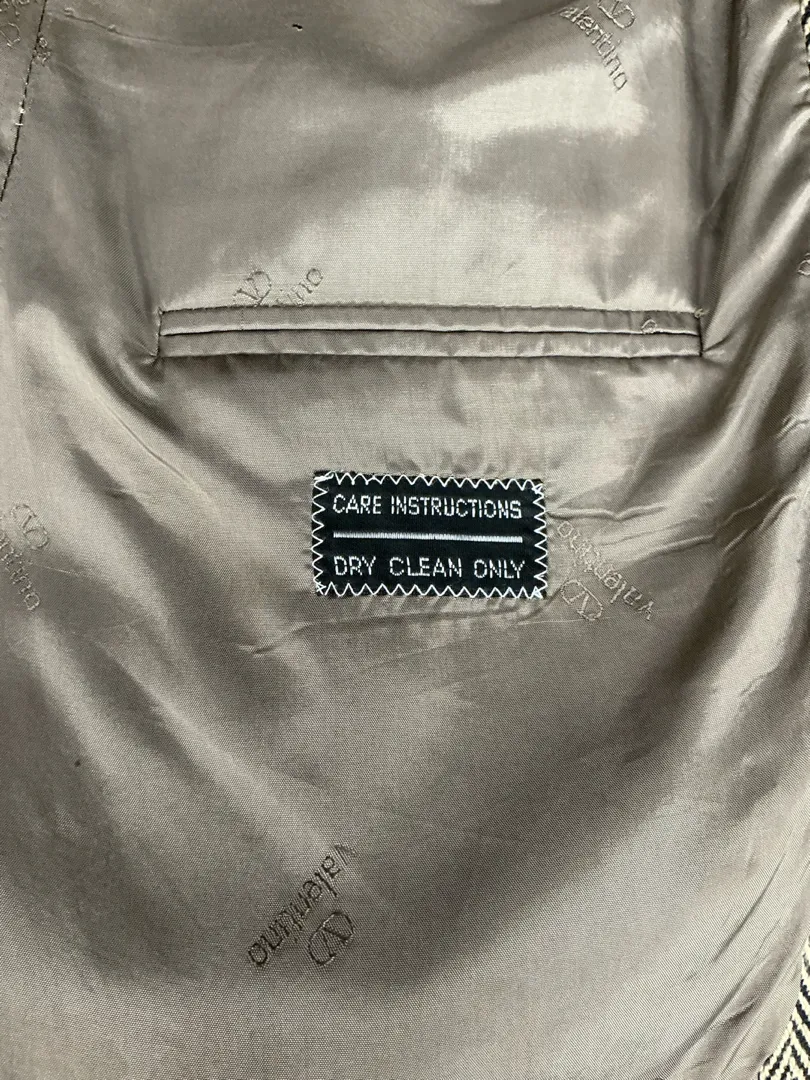 valentino
CARE INSTRUCTIONS
DRY CLEAN ONLY
valentino
valentino